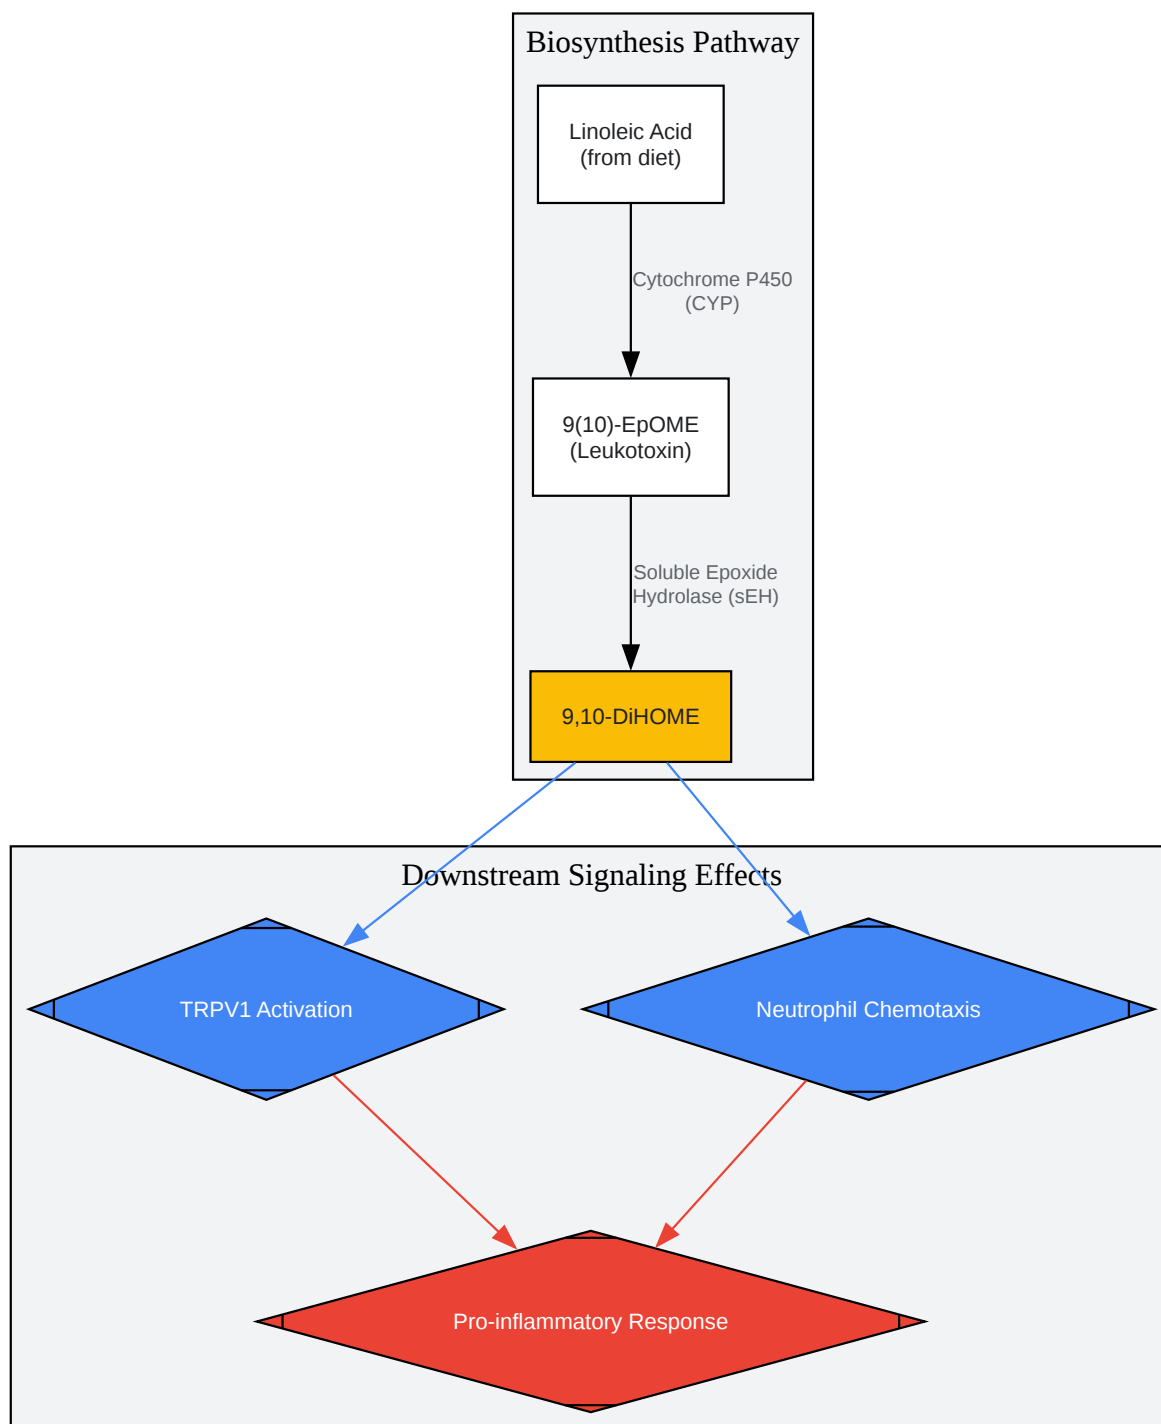 Biosynthesis Pathway
Linoleic Acid
(from diet)
Cytochrome P450
(CYP)
9(10)-EpOME
(Leukotoxin)
Soluble Epoxide
Hydrolase (sEH)
9,10-DiHOME
Downstream Signaling Effects
TRPV1 Activation
Neutrophil Chemotaxis
Pro-inflammatory Response